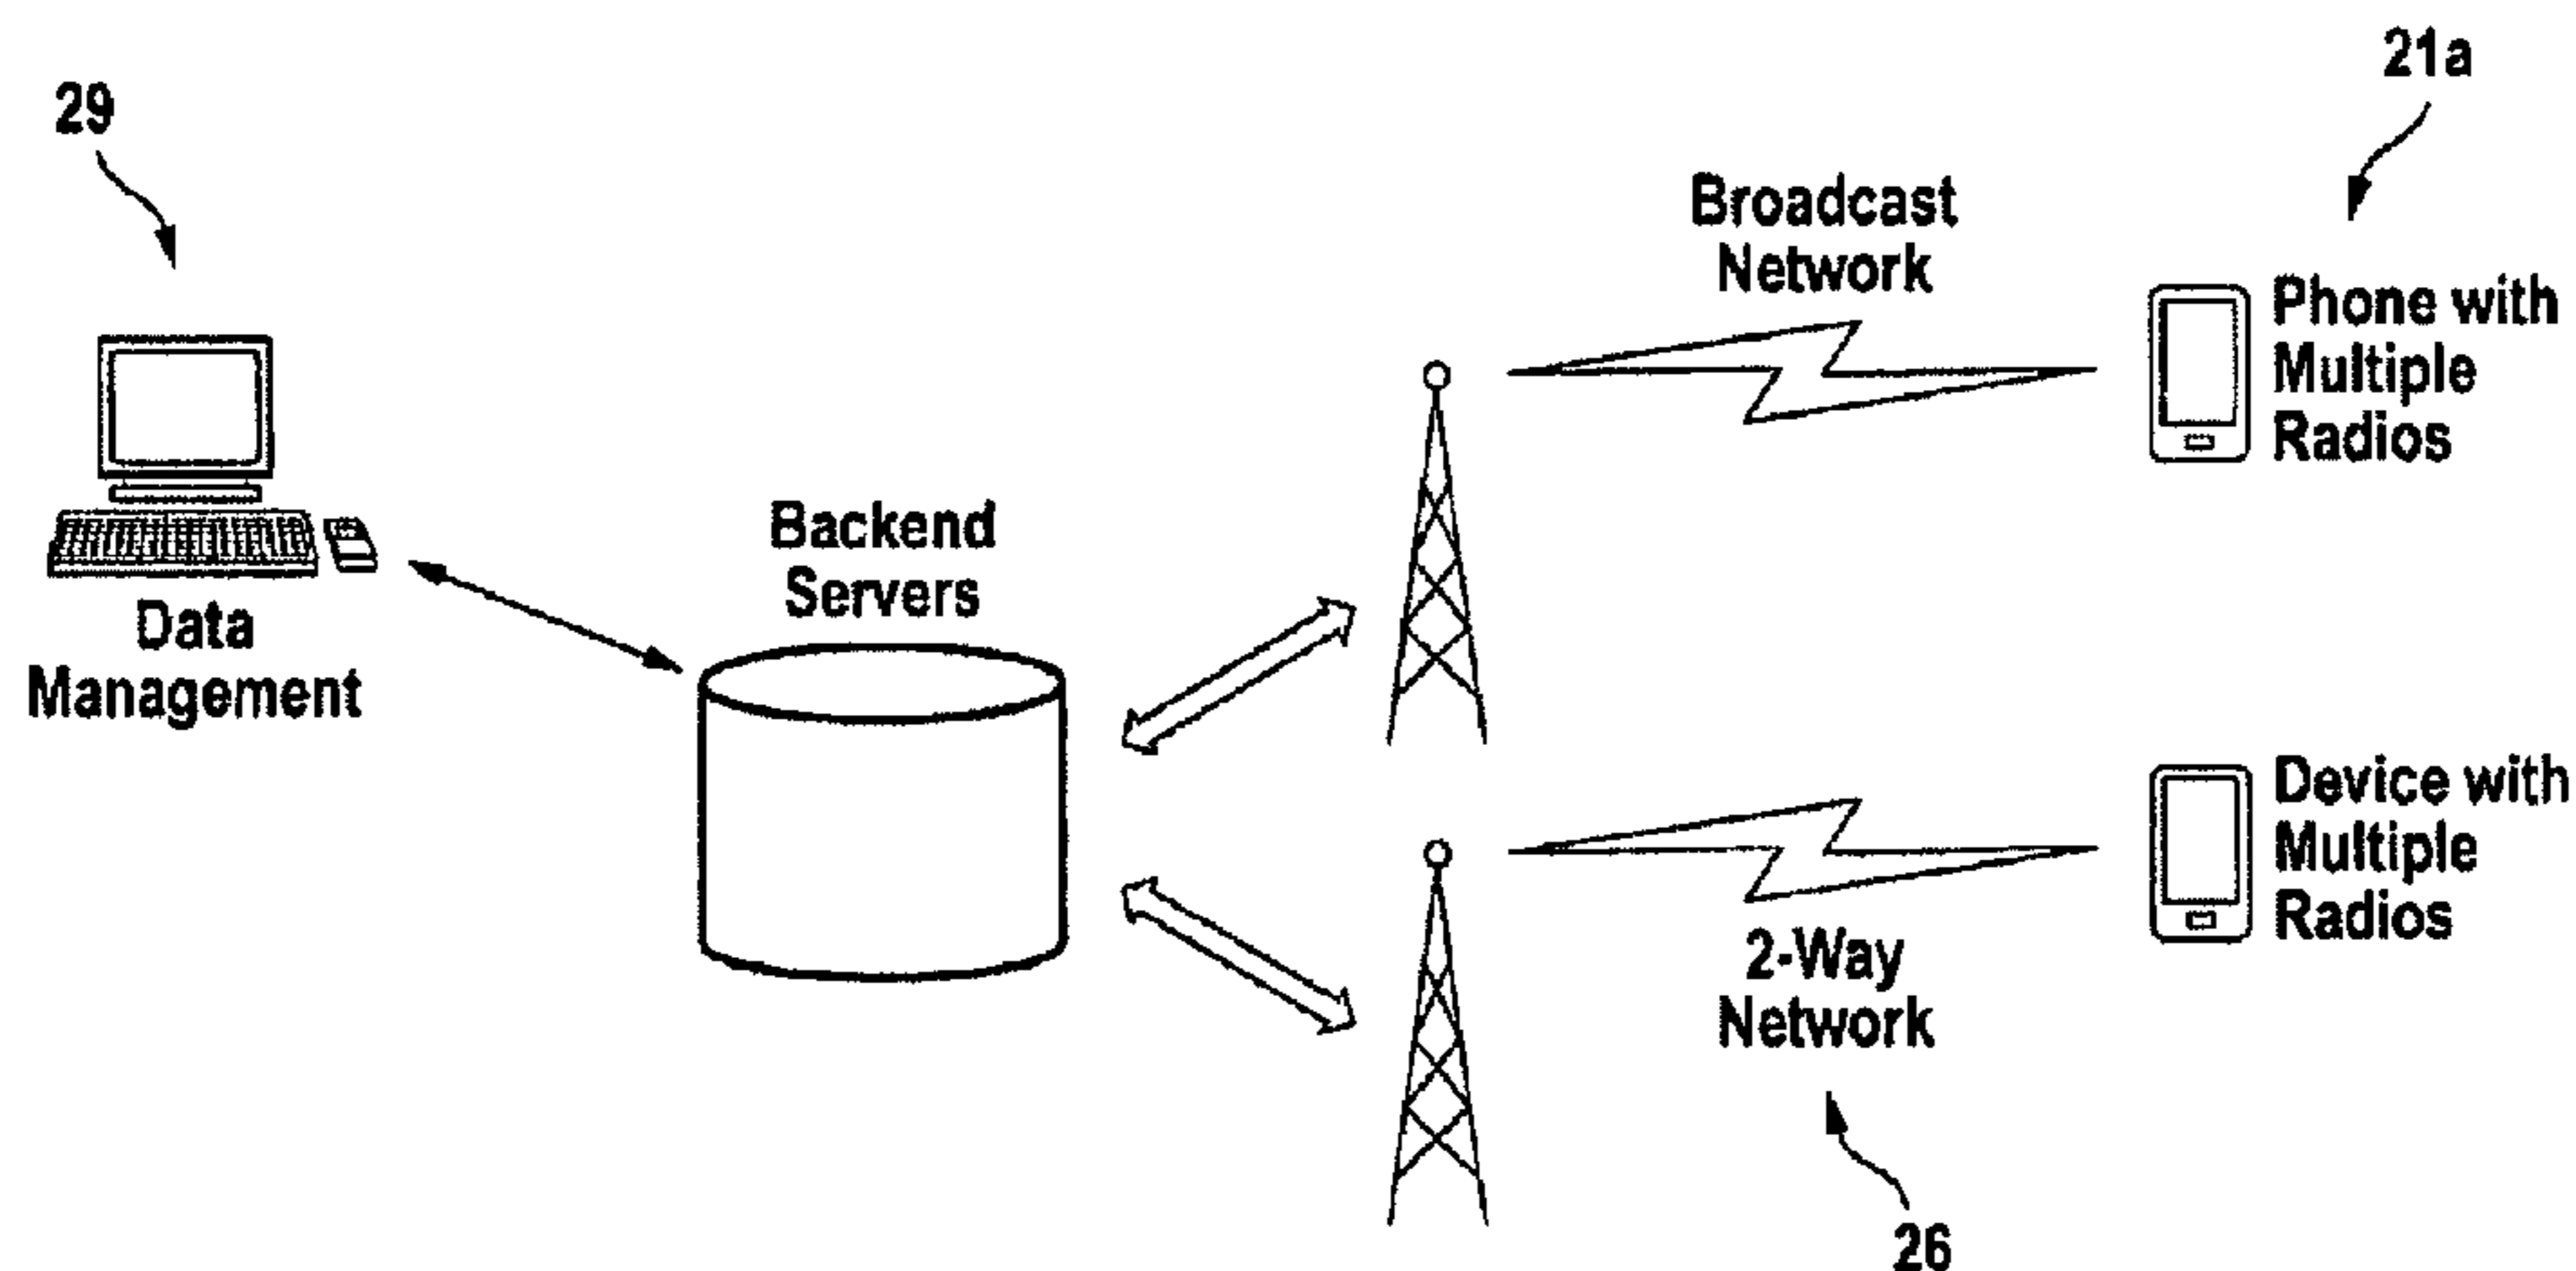 29
21a
Broadcast
Network
Phone with
Multiple
Radios
Data
Management
Backend
Servers
Device with
Multiple
Radios
2-Way
Network
26